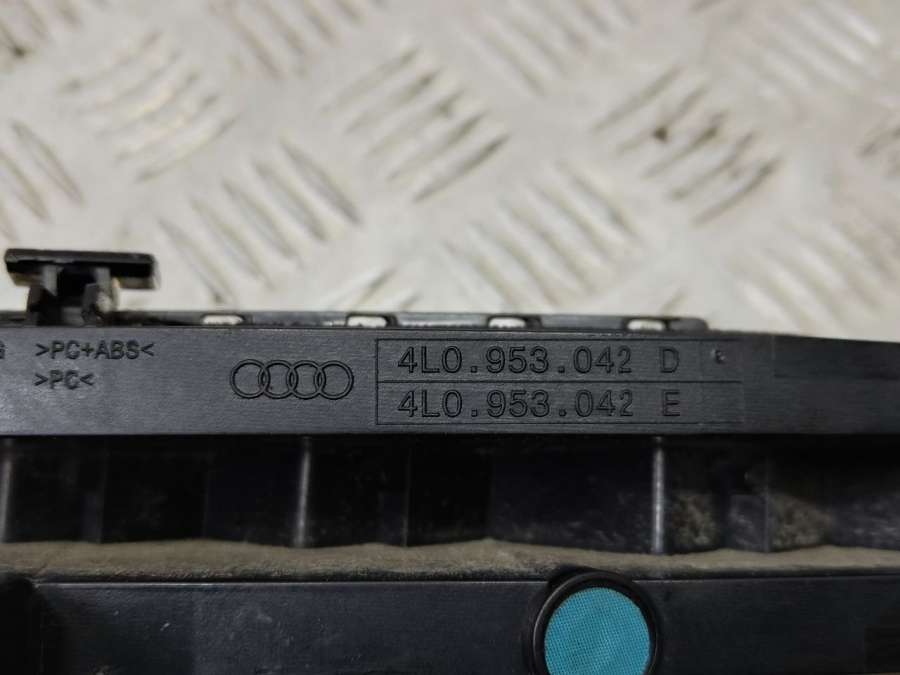 >PC+ABS<
>PC<
4L0.953.042 D
4L0.953.042 E